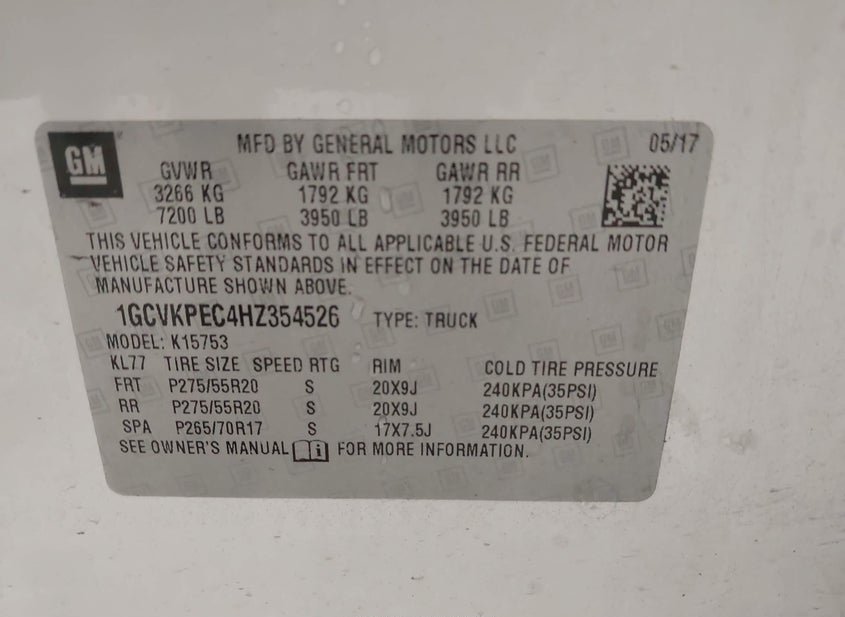 GM
MFD BY GENERAL MOTORS LLC 05/17
GVWR GAWR FRT GAWR RR
3266 KG 1792 KG 1792 KG
7200 LB 3950 LB 3950 LB
THIS VEHICLE CONFORMS TO ALL APPLICABLE U.S. FEDERAL MOTOR
VEHICLE SAFETY STANDARDS IN EFFECT ON THE DATE OF
MANUFACTURE SHOWN ABOVE.
1GCVKPEC4HZ354526 TYPE: TRUCK
MODEL: K15753
KL77 TIRE SIZE SPEED RTG RIM COLD TIRE PRESSURE
FRT P275/55R20 S 20X9J 240KPA(35PSI)
RR P275/55R20 S 20X9J 240KPA(35PSI)
SPA P265/70R17 S 17X7.5J 240KPA(35PSI)
SEE OWNER'S MANUAL i FOR MORE INFORMATION.